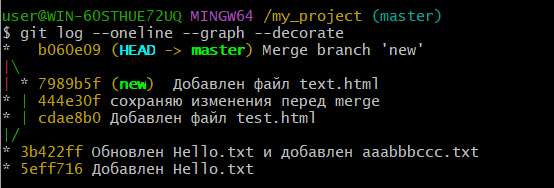 user@WIN-6OSTHUE72UQ MINGW64 /my_project (master)
$ git log --oneline --graph --decorate
*   b060e09 (HEAD -> master) Merge branch 'new'
|\
| * 7989b5f (new)  Добавлен файл text.html
* | 444e30f сохраняю изменения перед merge
* | cdae8b0 Добавлен файл test.html
|/
* 3b422ff Обновлен Hello.txt и добавлен aaabbbccc.txt
* 5eff716 Добавлен Hello.txt